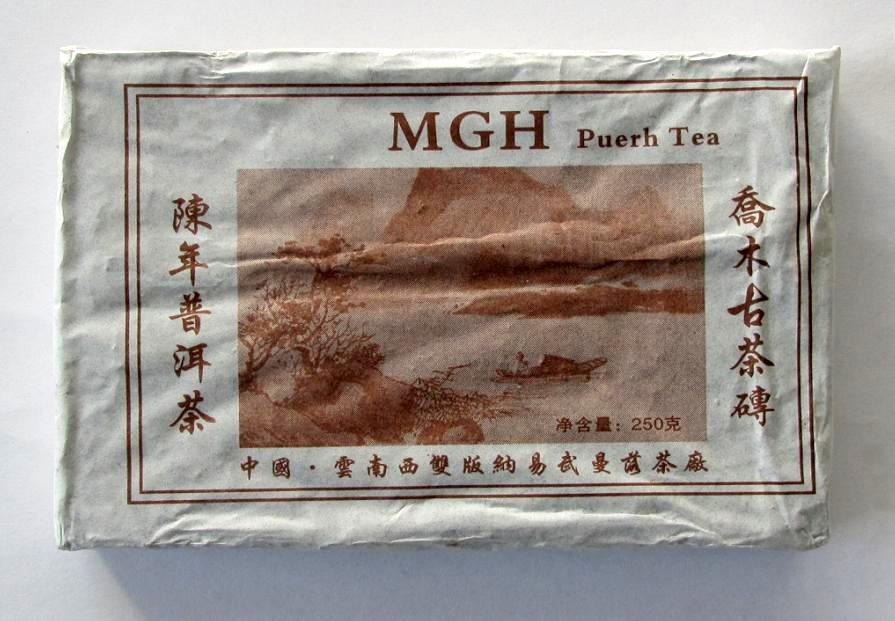 MGH Puerh Tea
喬木古茶磚
陳年普洱茶
净含量：250克
中國·雲南西雙版納易武曼落茶廠